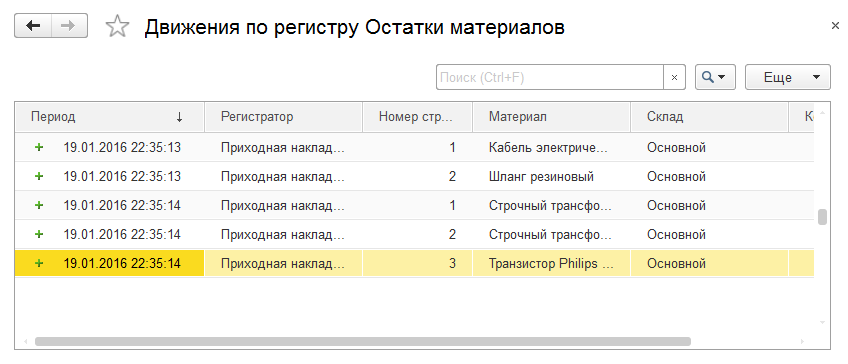 Движения по регистру Остатки материалов
Поиск (Ctrl+F) × Еще
Период ↓ Регистратор Номер стр... Материал Склад К
+ 19.01.2016 22:35:13 Приходная наклад... 1 Кабель электриче... Основной
+ 19.01.2016 22:35:13 Приходная наклад... 2 Шланг резиновый Основной
+ 19.01.2016 22:35:14 Приходная наклад... 1 Строчный трансфо... Основной
+ 19.01.2016 22:35:14 Приходная наклад... 2 Строчный трансфо... Основной
+ 19.01.2016 22:35:14 Приходная наклад... 3 Транзистор Philips ... Основной